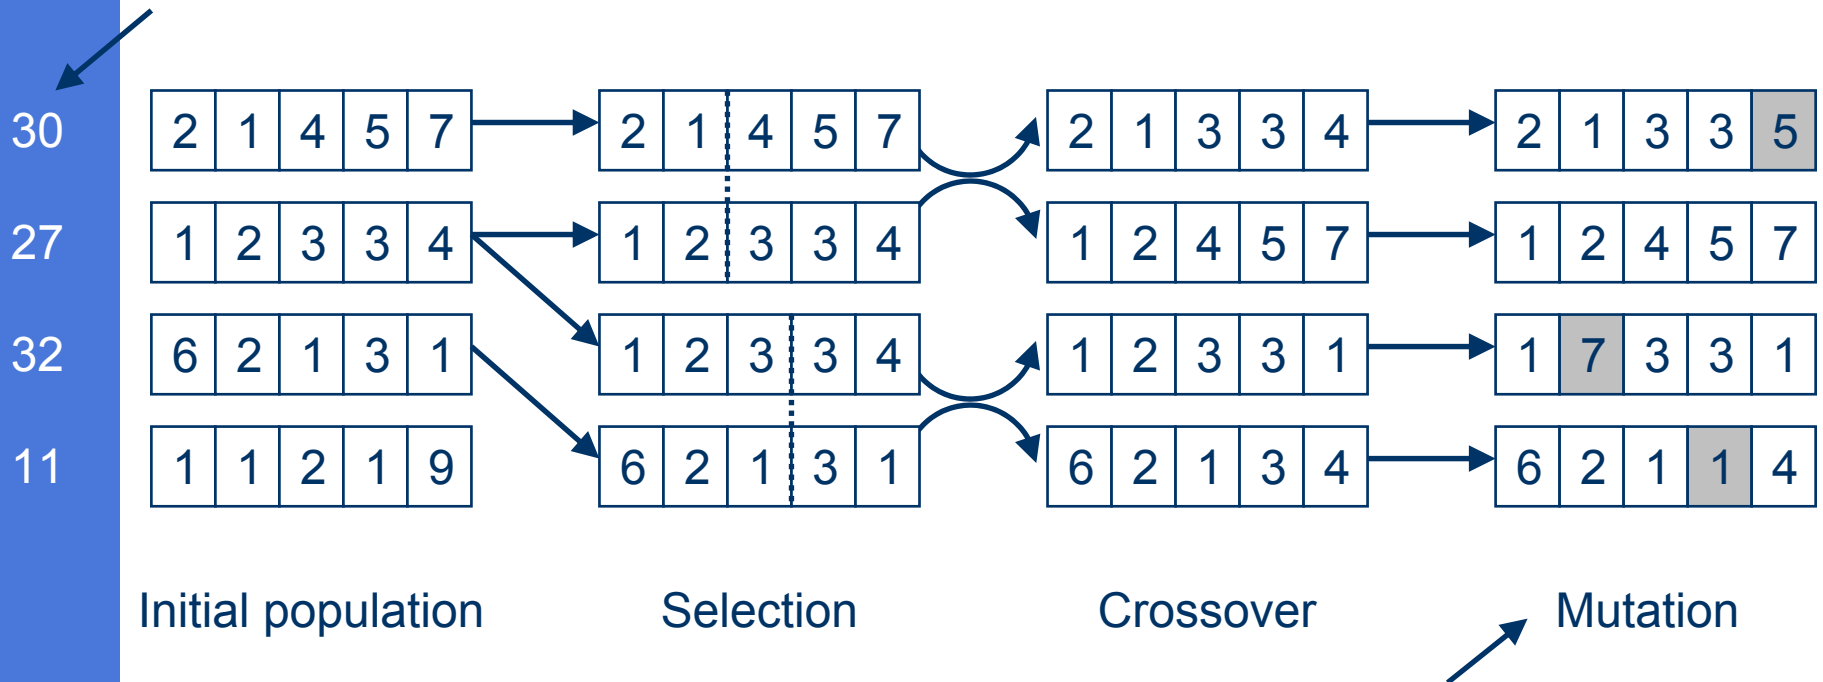 30 2 1 4 5 7 2 1 4 5 7 2 1 3 3 4 2 1 3 3 5
27 1 2 3 3 4 1 2 3 3 4 1 2 4 5 7 1 2 4 5 7
32 6 2 1 3 1 1 2 3 3 4 1 2 3 3 1 1 7 3 3 1
11 1 1 2 1 9 6 2 1 3 1 6 2 1 3 4 6 2 1 1 4
Initial population Selection Crossover Mutation